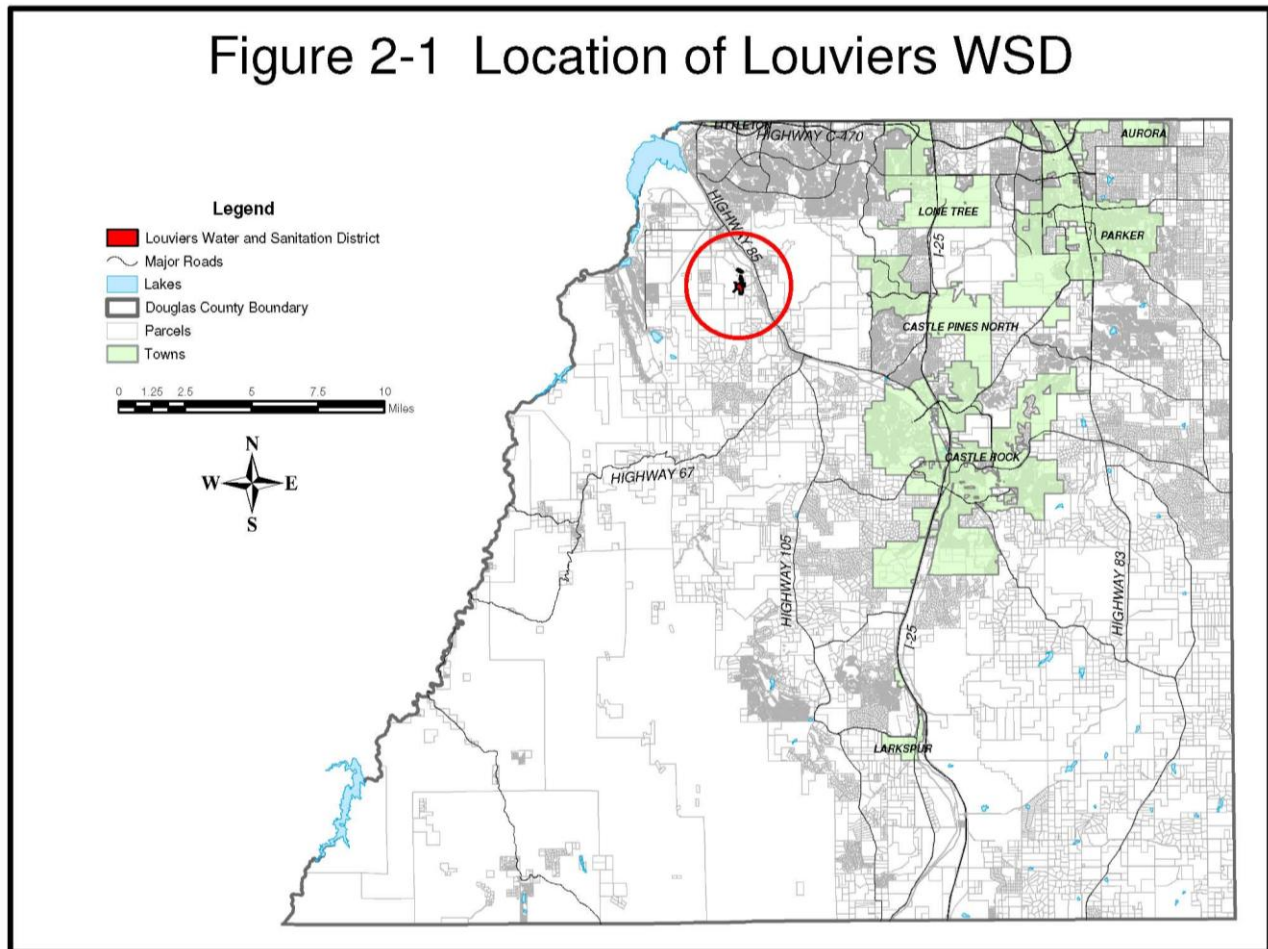 Figure 2-1 Location of Louviers WSD
LITTLETON
HIGHWAY C-470
AURORA
Legend
Louviers Water and Sanitation District
Major Roads
Lakes
Douglas County Boundary
Parcels
Towns
0 1.25 2.5 5 7.5 10
Miles
N
W E
S
HIGHWAY 85
LONE TREE
I-25
PARKER
CASTLE PINES NORTH
CASTLE ROCK
HIGHWAY 67
HIGHWAY 105
HIGHWAY 83
I-25
LARKSPUR